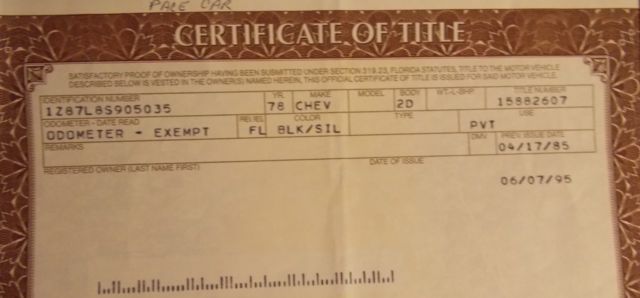 PACE CAR
CERTIFICATE OF TITLE
SATISFACTORY PROOF OF OWNERSHIP HAVING BEEN SUBMITTED UNDER SECTION 319.23, FLORIDA STATUTES, TITLE TO THE MOTOR VEHICLE
DESCRIBED BELOW IS VESTED IN THE OWNER(S) NAMED HEREIN, THIS OFFICIAL CERTIFICATE OF TITLE IS ISSUED FOR SAID MOTOR VEHICLE.
IDENTIFICATION NUMBER YR. MAKE MODEL BODY WT-L-BHP TITLE NUMBER
1Z87L8S905035 78 CHEV 2D 15882607
ODOMETER - DATE READ COLOR TYPE USE
ODOMETER - EXEMPT FL BLK/SIL PVT
REMARKS DMV PREV. ISSUE DATE
04/17/85
REGISTERED OWNER (LAST NAME FIRST) DATE OF ISSUE
06/07/95